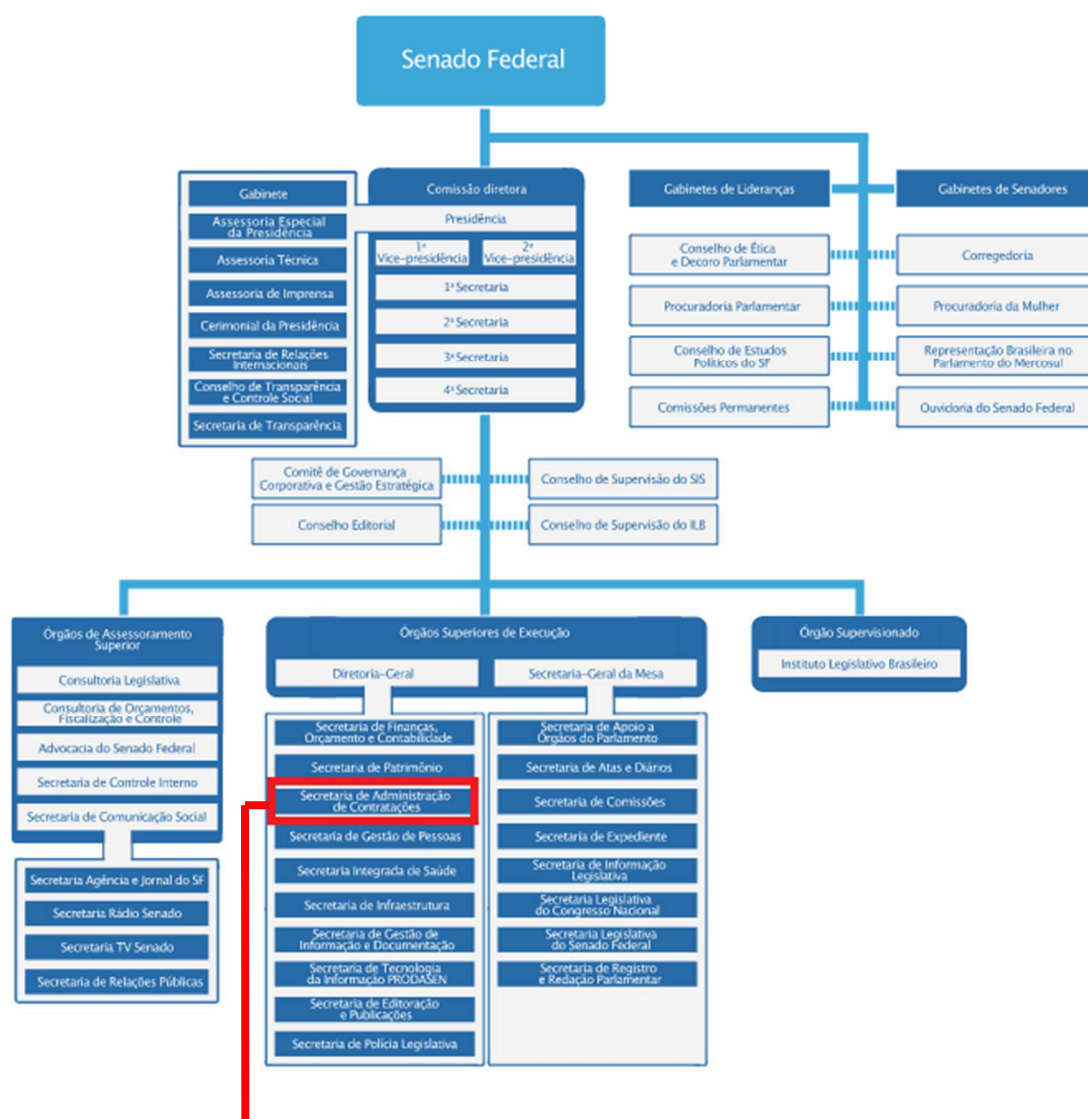 Senado Federal
Gabinete
Assessoria Especial
da Presidência
Assessoria Técnica
Assessoria de Imprensa
Cerimonial da Presidência
Secretaria de Relações
Internacionais
Conselho de Transparência
e Controle Social
Secretaria de Transparência
Comissão diretora
Presidência
1ª
Vice-presidência
2ª
Vice-presidência
1ª Secretaria
2ª Secretaria
3ª Secretaria
4ª Secretaria
Gabinetes de Lideranças
Gabinetes de Senadores
Conselho de Ética
e Decoro Parlamentar
Corregedoria
Procuradoria Parlamentar
Procuradoria da Mulher
Conselho de Estudos
Políticos do SF
Representação Brasileira no
Parlamento do Mercosul
Comissões Permanentes
Ouvidoria do Senado Federal
Comitê de Governança
Corporativa e Gestão Estratégica
Conselho de Supervisão do SIS
Conselho Editorial
Conselho de Supervisão do ILB
Órgãos de Assessoramento
Superior
Consultoria Legislativa
Consultoria de Orçamentos,
Fiscalização e Controle
Advocacia do Senado Federal
Secretaria de Controle Interno
Secretaria de Comunicação Social
Secretaria Agência e Jornal do SF
Secretaria Rádio Senado
Secretaria TV Senado
Secretaria de Relações Públicas
Órgãos Superiores de Execução
Diretoria-Geral
Secretaria de Finanças,
Orçamento e Contabilidade
Secretaria de Patrimônio
Secretaria de Administração
de Contratações
Secretaria de Gestão de Pessoas
Secretaria Integrada de Saúde
Secretaria de Infraestrutura
Secretaria de Gestão de
Informação e Documentação
Secretaria de Tecnologia
da Informação PRODASEN
Secretaria de Editoração
e Publicações
Secretaria de Polícia Legislativa
Secretaria-Geral da Mesa
Secretaria de Apoio a
Órgãos do Parlamento
Secretaria de Atas e Diários
Secretaria de Comissões
Secretaria de Expediente
Secretaria de Informação
Legislativa
Secretaria Legislativa
do Congresso Nacional
Secretaria Legislativa
do Senado Federal
Secretaria de Registro
e Redação Parlamentar
Órgão Supervisionado
Instituto Legislativo Brasileiro